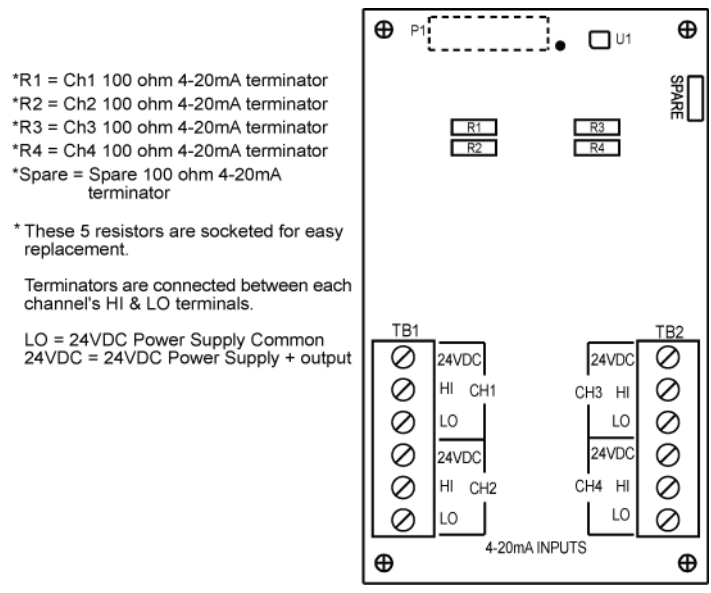 *R1 = Ch1 100 ohm 4-20mA terminator
*R2 = Ch2 100 ohm 4-20mA terminator
*R3 = Ch3 100 ohm 4-20mA terminator
*R4 = Ch4 100 ohm 4-20mA terminator
*Spare = Spare 100 ohm 4-20mA
terminator
* These 5 resistors are socketed for easy
replacement.
Terminators are connected between each
channel's HI & LO terminals.
LO = 24VDC Power Supply Common
24VDC = 24VDC Power Supply + output
P1
U1
SPARE
R1
R3
R2
R4
TB1
TB2
24VDC
HI CH1
LO
24VDC
HI CH2
LO
24VDC
CH3 HI
LO
24VDC
CH4 HI
LO
4-20mA INPUTS